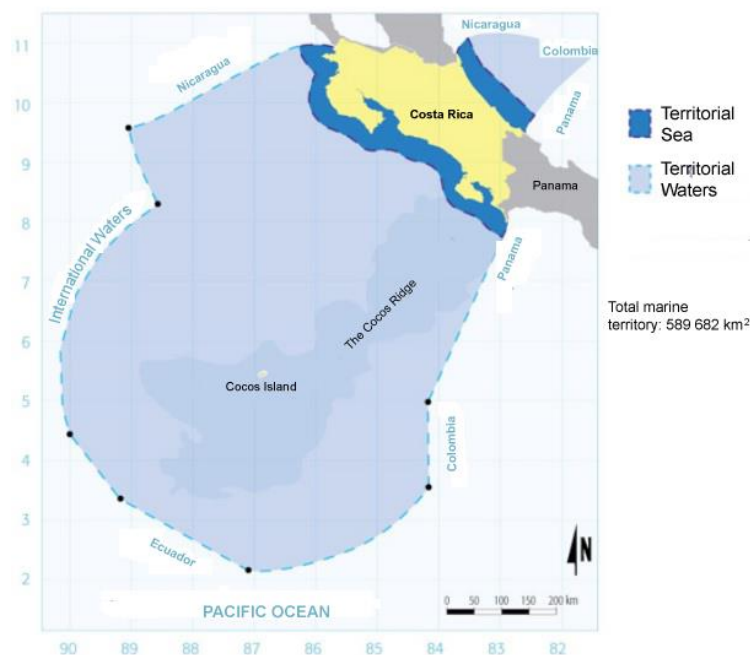 Nicaragua
Colombia
Panama
Nicaragua
Costa Rica
Panama
Territorial
Sea
Territorial
Waters
International Waters
Panama
The Cocos Ridge
Total marine
territory: 589 682 km²
Cocos Island
Colombia
Ecuador
N
PACIFIC OCEAN
0 50 100 150 200 km
11
10
9
8
7
6
5
4
3
2
90 89 88 87 86 85 84 83 82